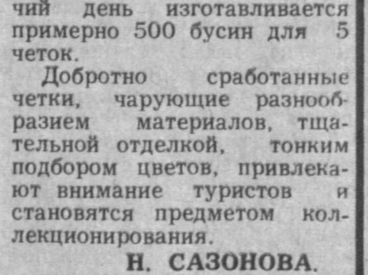 чий день изготавливается
примерно 500 бусин для 5
четок.
Добротно сработанные
четки, чарующие разнооб-
разием материалов, тща-
тельной отделкой, тонким
подбором цветов, привлека-
ют внимание туристов и
становятся предметом кол-
лекционирования.
Н. САЗОНОВА.